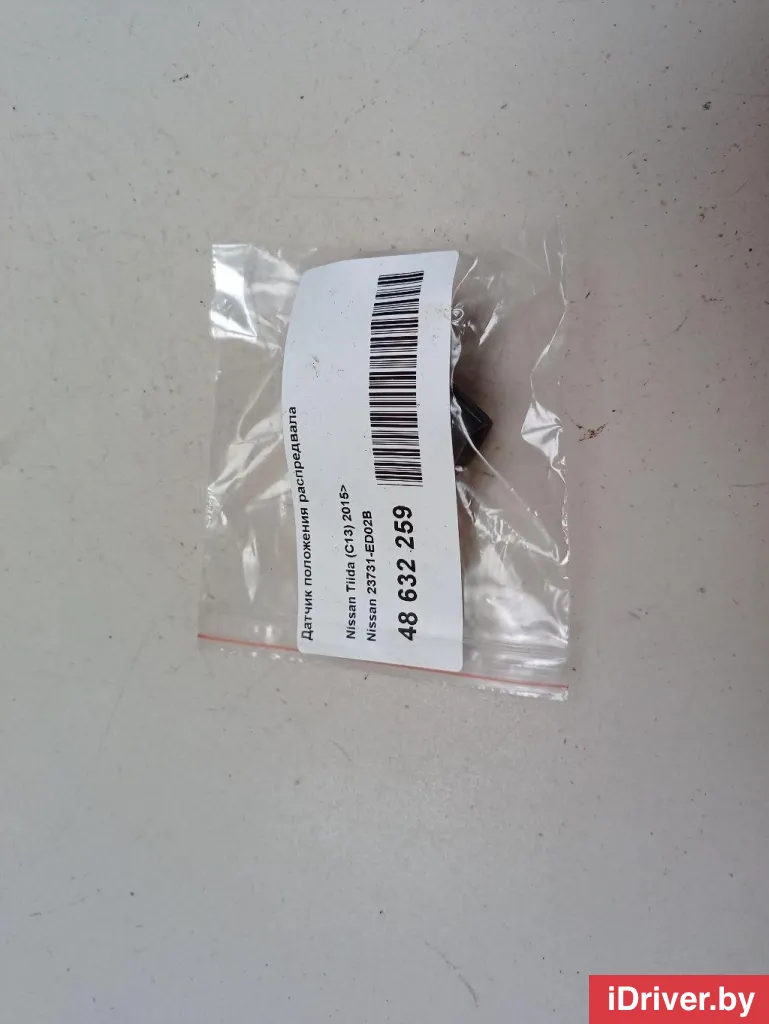 Датчик положения распредвала
Nissan Tiida (C13) 2015>
Nissan 23731-ED02B
48 632 259
iDriver.by